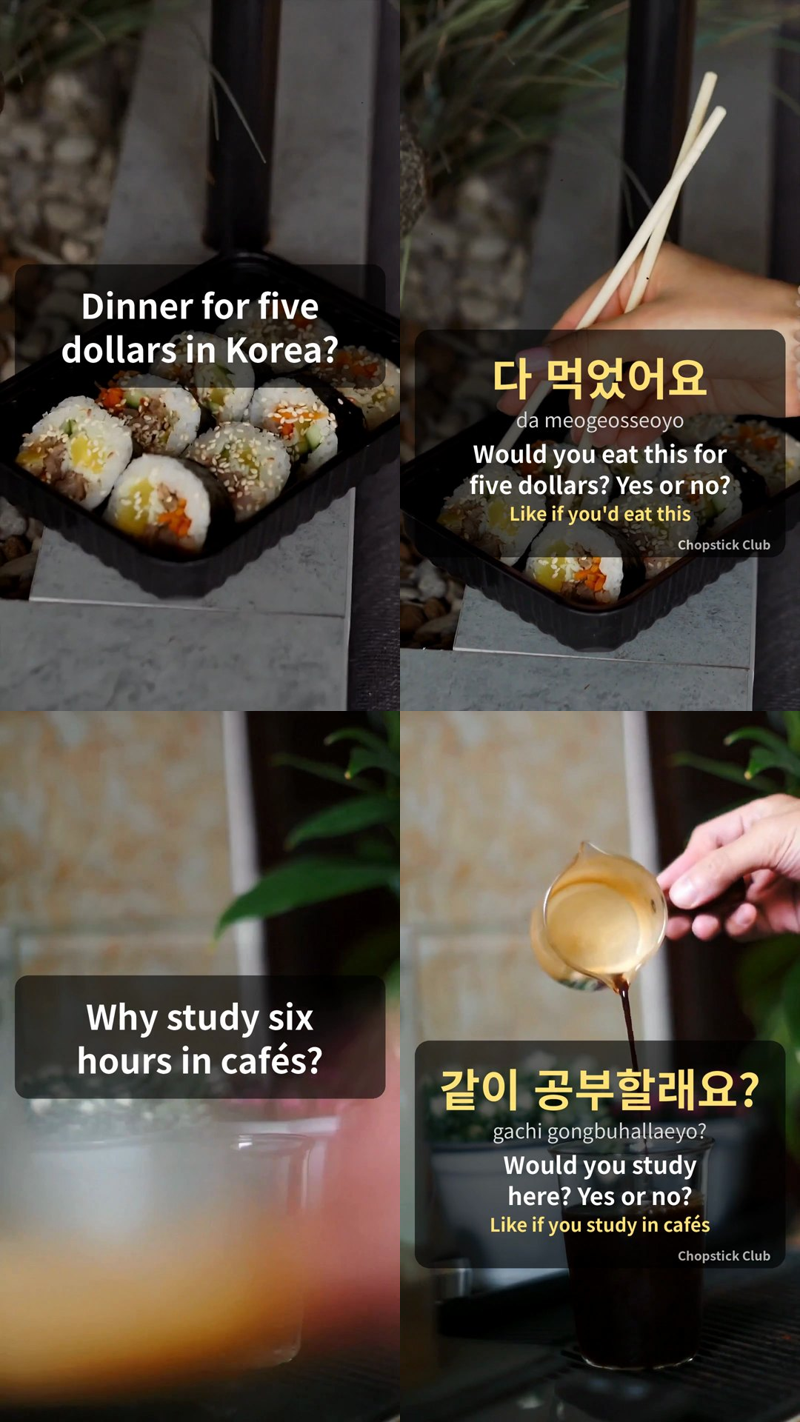 Dinner for five
dollars in Korea?
다 먹었어요
da meogeosseoyo
Would you eat this for
five dollars? Yes or no?
Like if you'd eat this
Chopstick Club
Why study six
hours in cafés?
같이 공부할래요?
gachi gongbuhallaeyo?
Would you study
here? Yes or no?
Like if you study in cafés
Chopstick Club